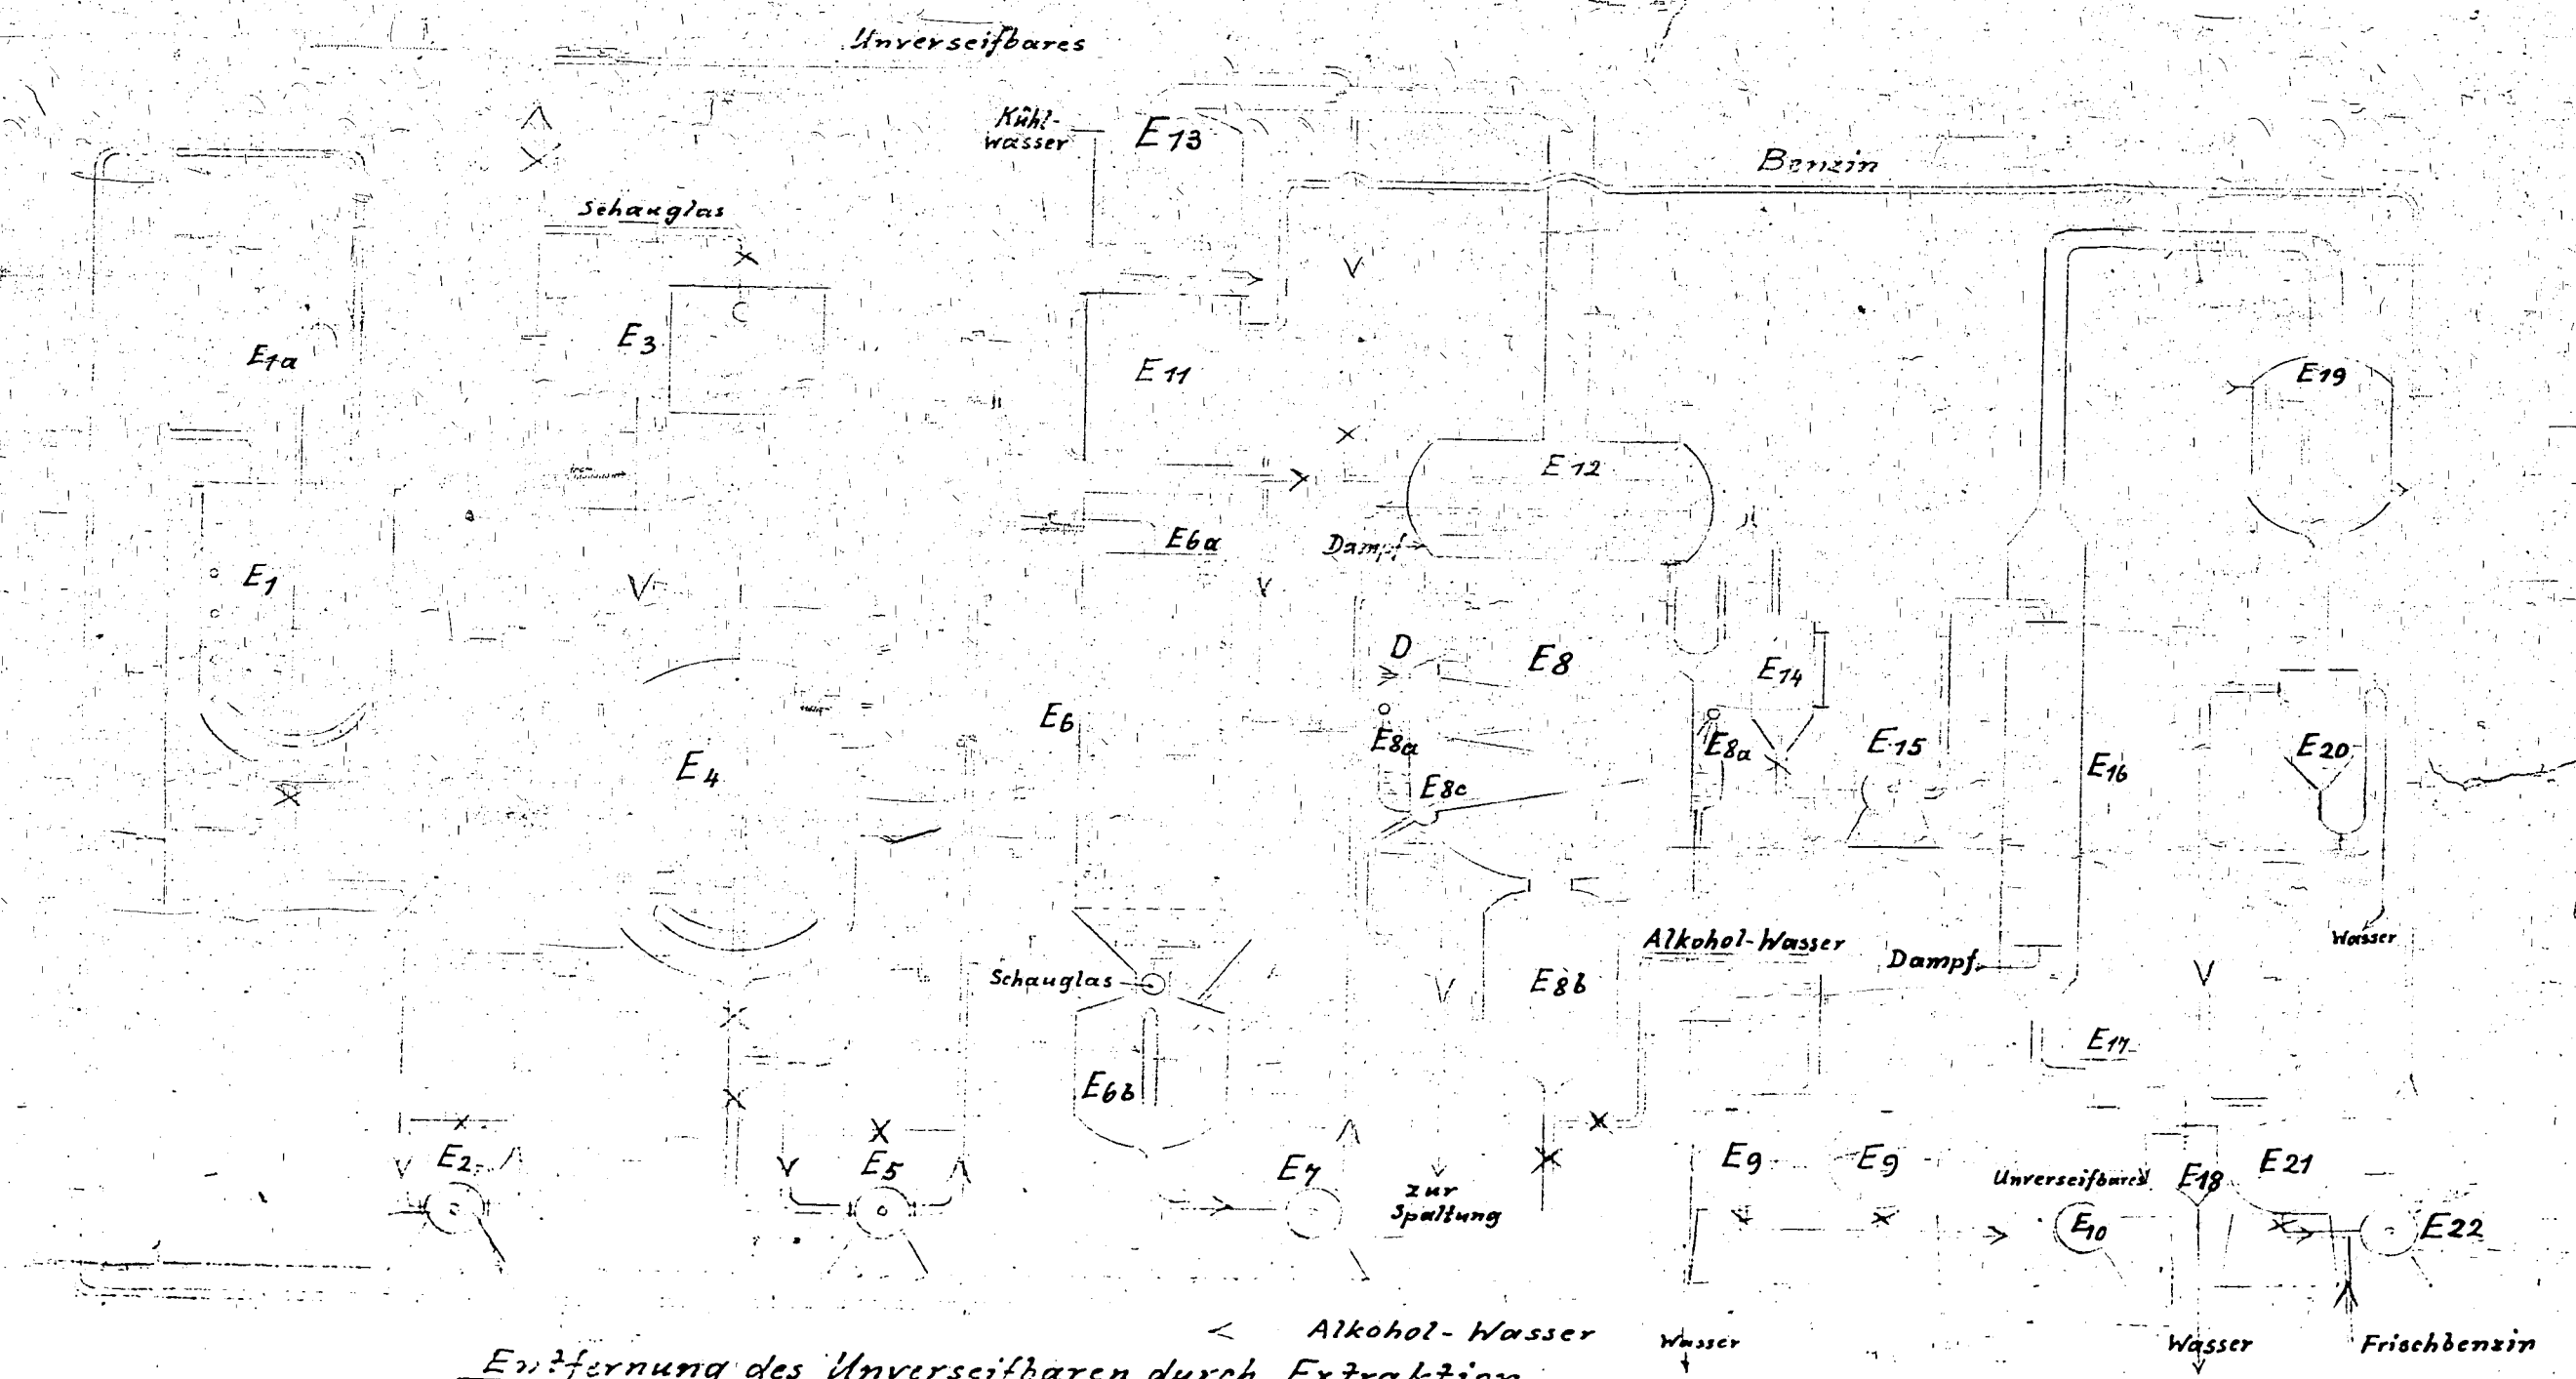 Unverseifbares
Kühl-
wasser
E13
Benzin
Schauglas
E3
E1a
E11
E19
E12
E6a
Dampf
E1
D
E8
E14
E6
E8a
E8a
E15
E4
E16
E20
E8c
Alkohol-Wasser
Wasser
Dampf
Schauglas
E8b
E17
E6b
E2
E5
E7
E9
E9
E21
Unverseifbares
E18
zur
Spaltung
E10
E22
Alkohol-Wasser
Wasser
Wasser
Frischbenzin
Entfernung des Unverseifbaren durch Extraktion